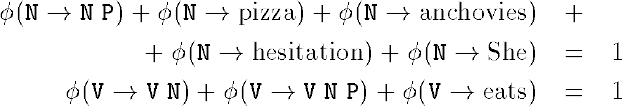 ϕ(N → N P) + ϕ(N → pizza) + ϕ(N → anchovies) +
+ ϕ(N → hesitation) + ϕ(N → She) = 1
ϕ(V → V N) + ϕ(V → V N P) + ϕ(V → eats) = 1